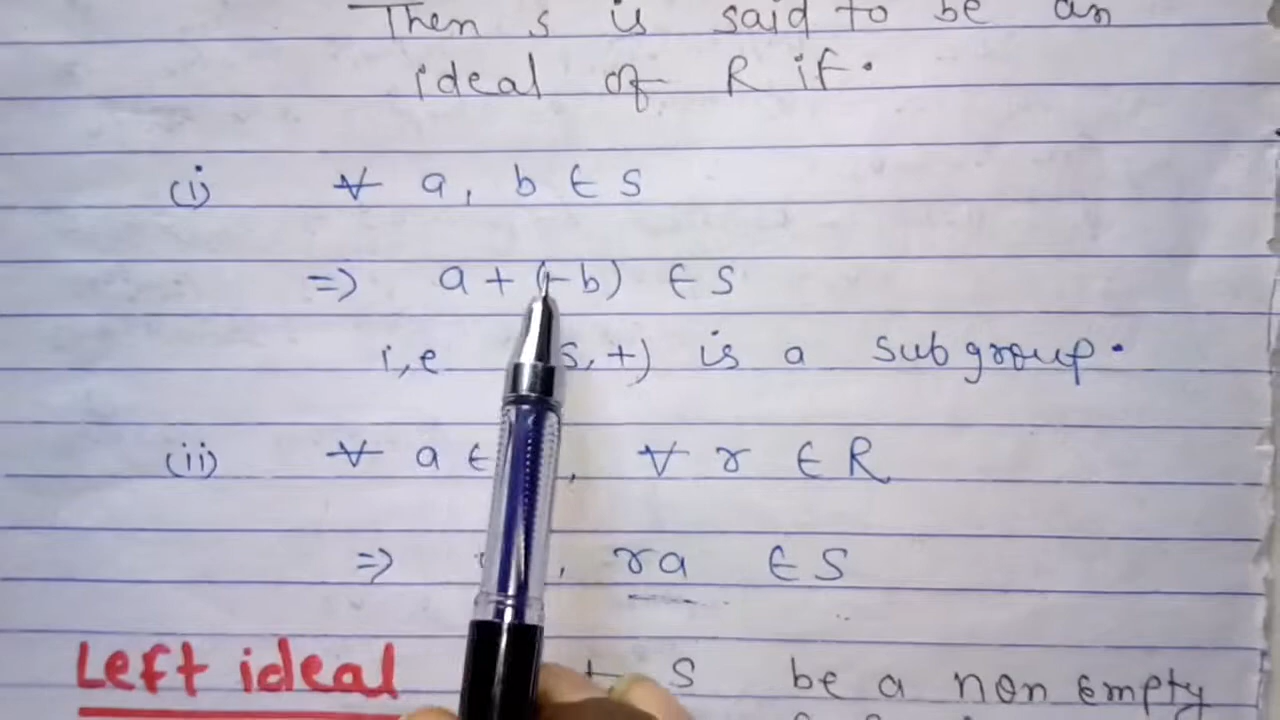 Then s is said to be an
ideal of R if.
(i) ∀ a, b ∈ S
=> a + (-b) ∈ S
i,e s, +) is a subgroup.
(ii) ∀ a ∈ , ∀ r ∈ R
=> , ra ∈ S
Left ideal S be a non empty